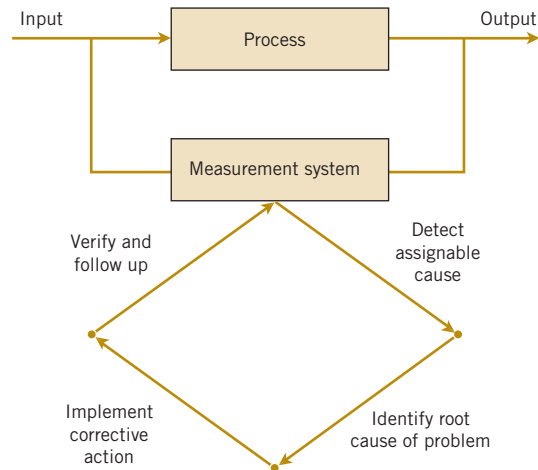 Input
Output
Process
Measurement system
Verify and
follow up
Detect
assignable
cause
Implement
corrective
action
Identify root
cause of problem